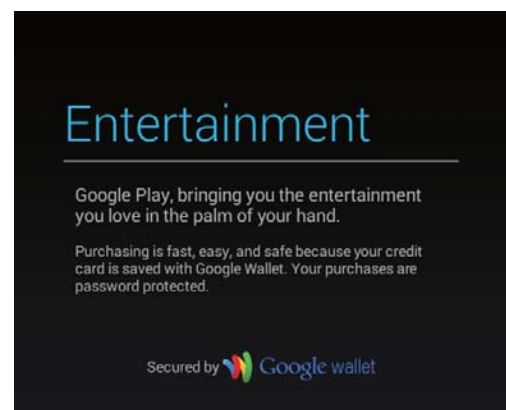 Entertainment
Google Play, bringing you the entertainment
you love in the palm of your hand.
Purchasing is fast, easy, and safe because your credit
card is saved with Google Wallet. Your purchases are
password protected.
Secured by Google wallet